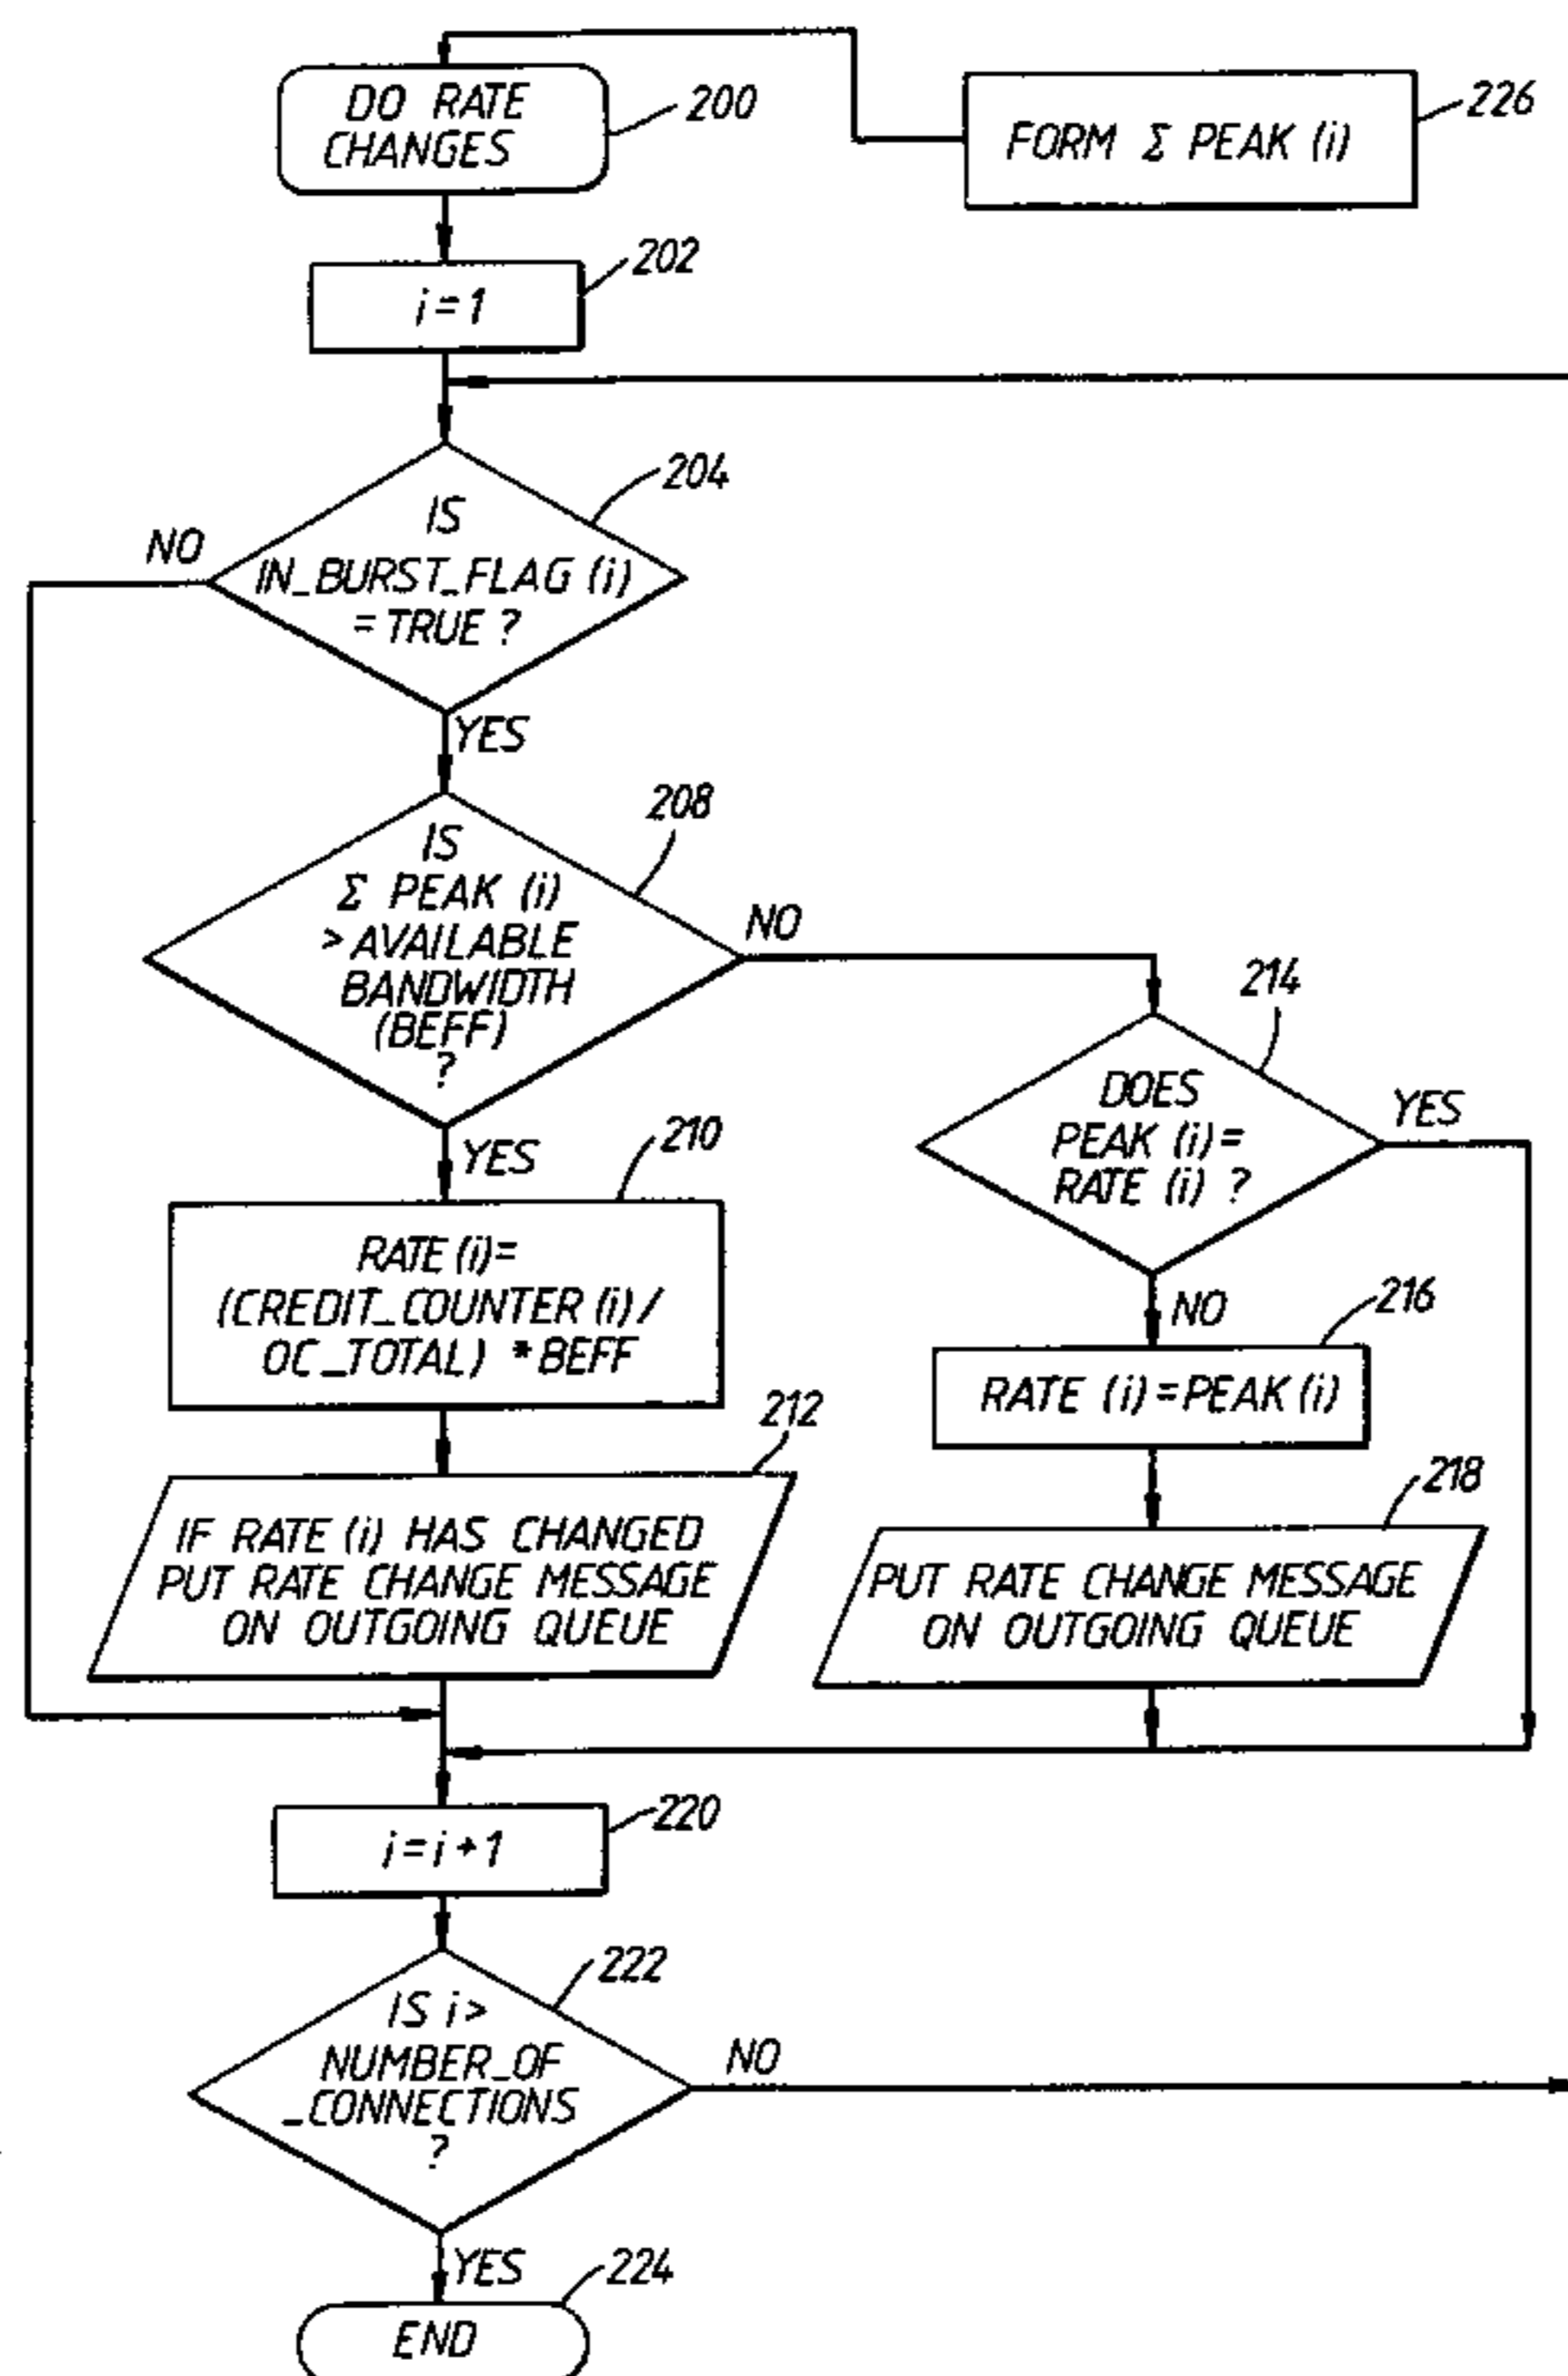 DO RATE
CHANGES
200
FORM Σ PEAK (i)
226
i=1
202
IS
IN_BURST_FLAG (i)
= TRUE ?
204
NO
YES
IS
Σ PEAK (i)
> AVAILABLE
BANDWIDTH
(BEFF)
?
208
NO
YES
DOES
PEAK (i)=
RATE (i) ?
214
YES
NO
RATE (i)=
(CREDIT_COUNTER (i)/
OC_TOTAL) * BEFF
210
RATE (i)=PEAK (i)
216
IF RATE (i) HAS CHANGED
PUT RATE CHANGE MESSAGE
ON OUTGOING QUEUE
212
PUT RATE CHANGE MESSAGE
ON OUTGOING QUEUE
218
i=i+1
220
IS i>
NUMBER_OF
_CONNECTIONS
?
222
NO
YES
END
224